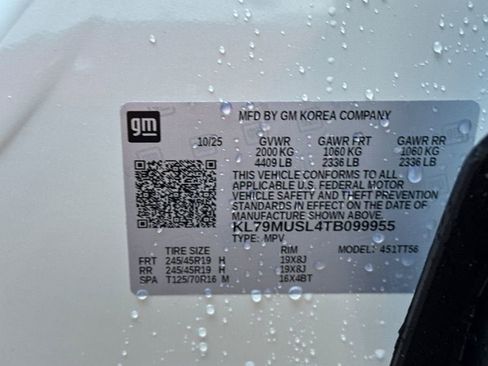 gm
MFD BY GM KOREA COMPANY
10/25 GVWR GAWR FRT GAWR RR
2000 KG 1060 KG 1060 KG
4409 LB 2336 LB 2336 LB
THIS VEHICLE CONFORMS TO ALL
APPLICABLE U.S. FEDERAL MOTOR
VEHICLE SAFETY AND THEFT PREVENTION
STANDARDS IN EFFECT ON THE DATE
OF MANUFACTURE SHOWN ABOVE.
KL79MUSL4TB099955
TYPE: MPV MODEL: 451TT56
TIRE SIZE RIM
FRT 245/45R19 H 19X8J
RR 245/45R19 H 19X8J
SPA T125/70R16 M 16X4BT